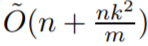 Õ(n + nk²/m)